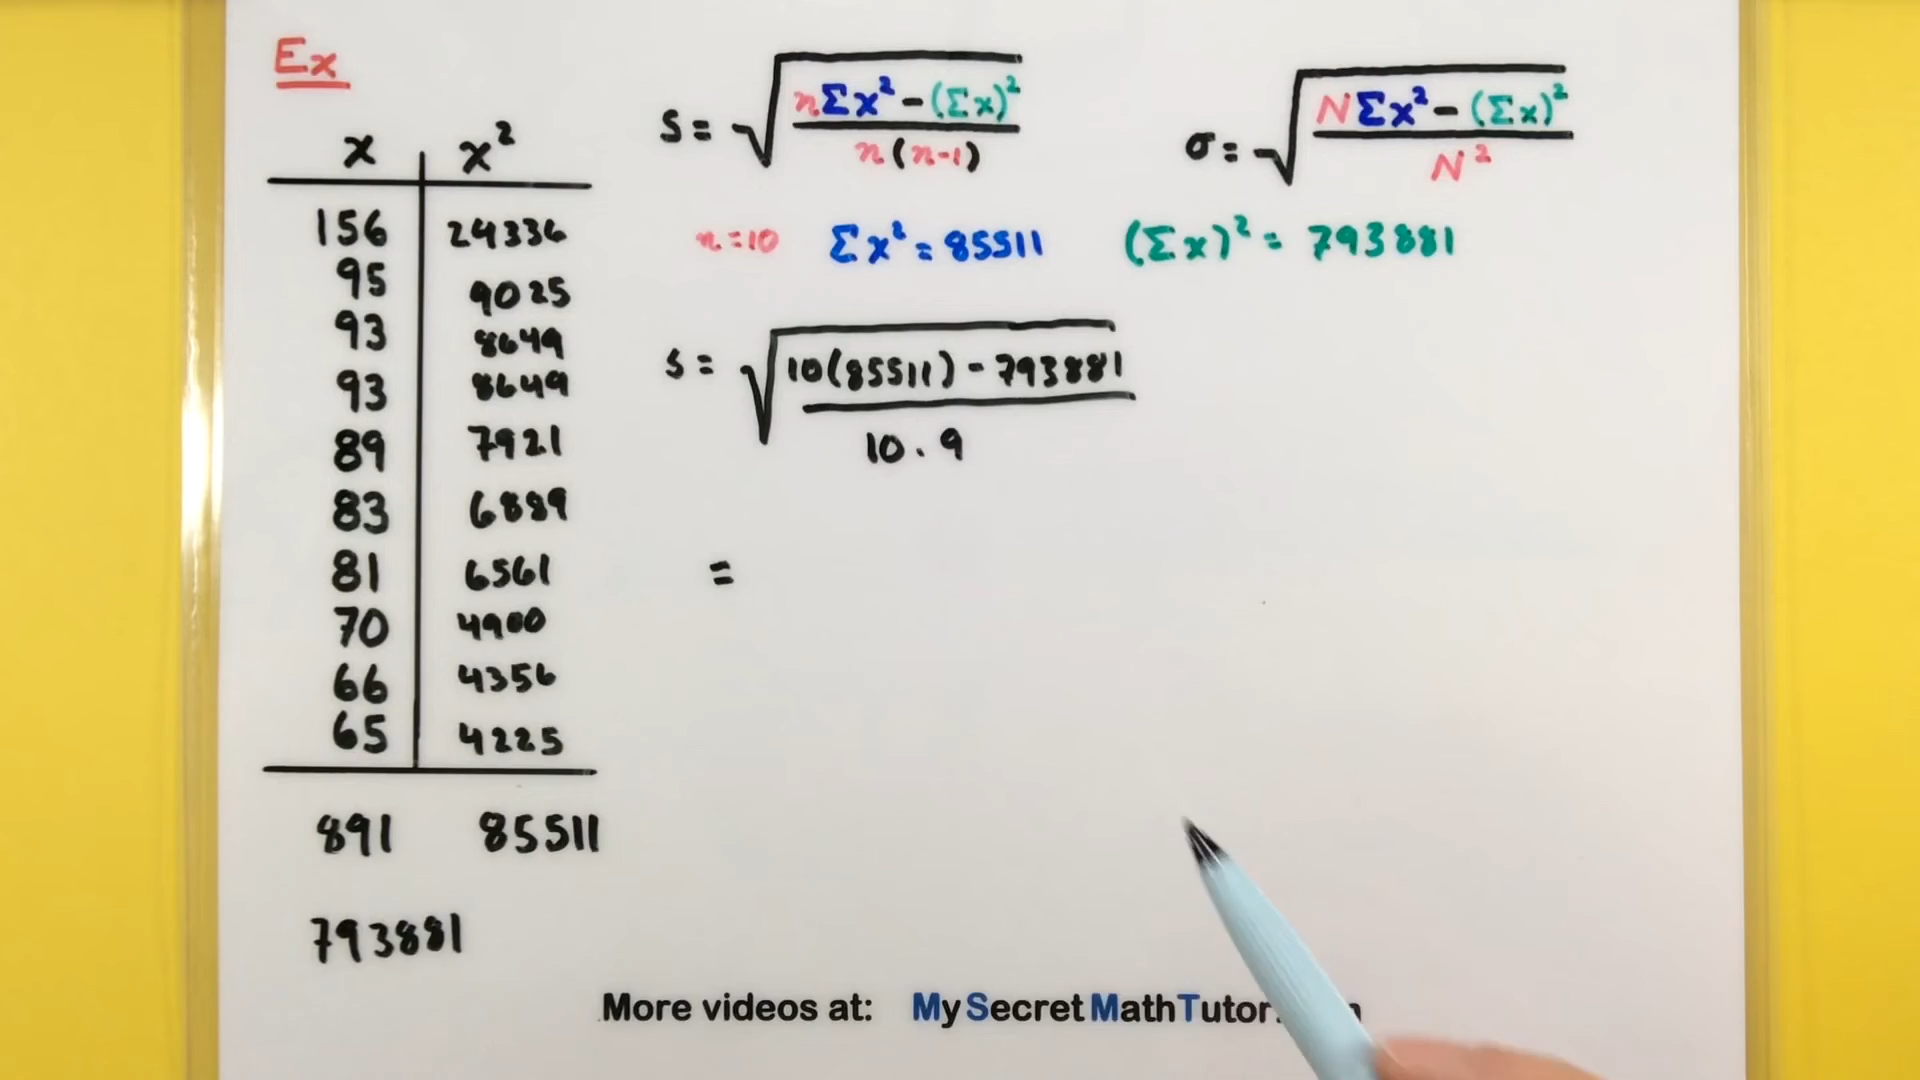 Ex
x x²
156 24336
95 9025
93 8649
93 8649
89 7921
83 6889
81 6561
70 4900
66 4356
65 4225
891 85511
793881
s = √(nΣx² - (Σx)² / n(n-1))
σ = √(NΣx² - (Σx)² / N²)
n=10 Σx² = 85511 (Σx)² = 793881
s = √(10(85511) - 793881 / 10 · 9)
=
More videos at: MySecretMathTutor